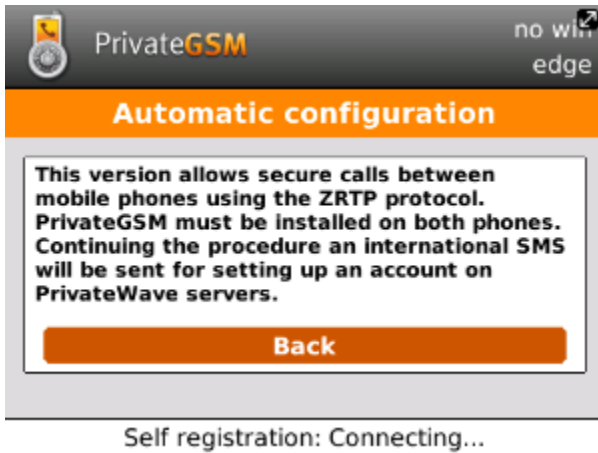 PrivateGSM
no wifi
edge
Automatic configuration
This version allows secure calls between
mobile phones using the ZRTP protocol.
PrivateGSM must be installed on both phones.
Continuing the procedure an international SMS
will be sent for setting up an account on
PrivateWave servers.
Back
Self registration: Connecting...